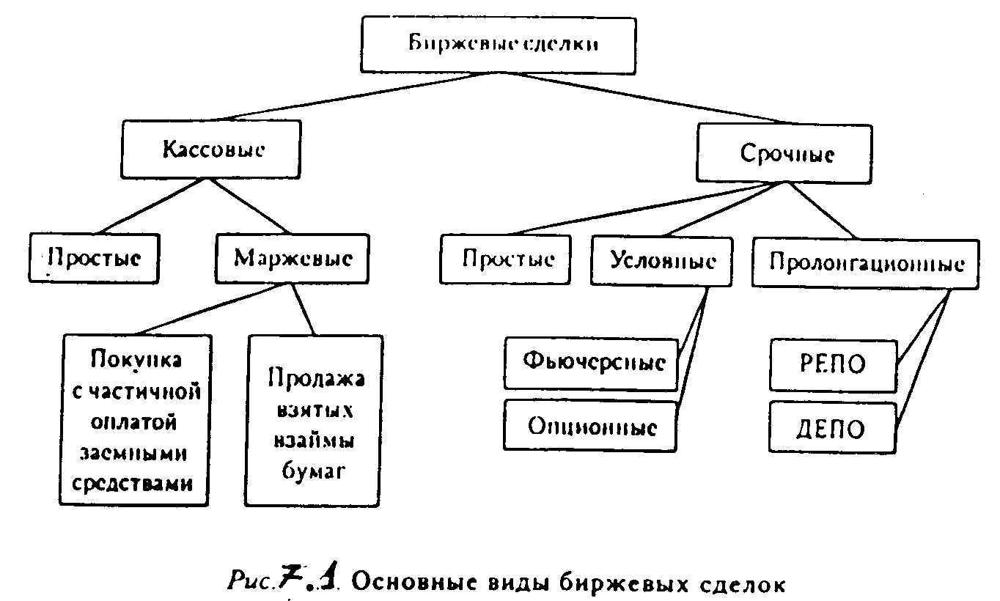 Биржевые сделки
Кассовые
Срочные
Простые
Маржевые
Простые
Условные
Пролонгационные
Покупка
с частичной
оплатой
заемными
средствами
Продажа
взятых
взаймы
бумаг
Фьючерсные
Опционные
РЕПО
ДЕПО
Рис.7.1. Основные виды биржевых сделок